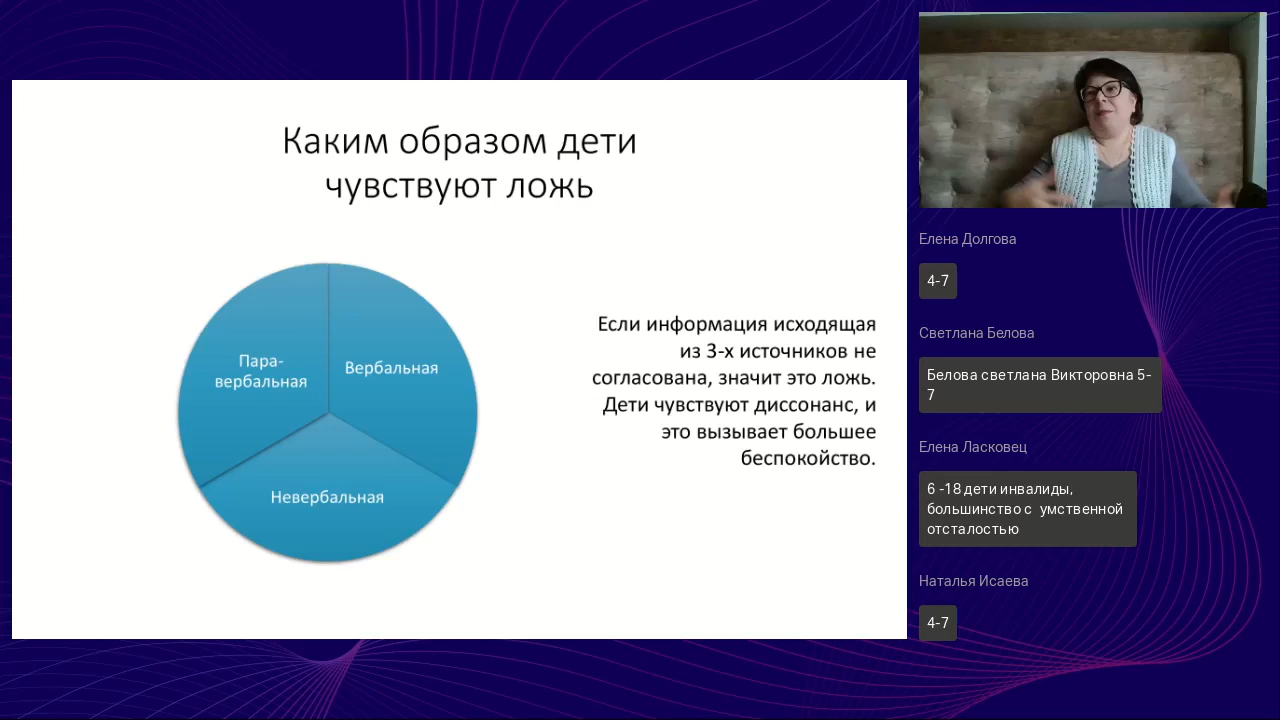 Каким образом дети
чувствуют ложь
Пара-
вербальная
Вербальная
Невербальная
Если информация исходящая
из 3-х источников не
согласована, значит это ложь.
Дети чувствуют диссонанс, и
это вызывает большее
беспокойство.
Елена Долгова
4-7
Светлана Белова
Белова светлана Викторовна 5-
7
Елена Ласковец
6 -18 дети инвалиды,
большинство с  умственной
отсталостью
Наталья Исаева
4-7